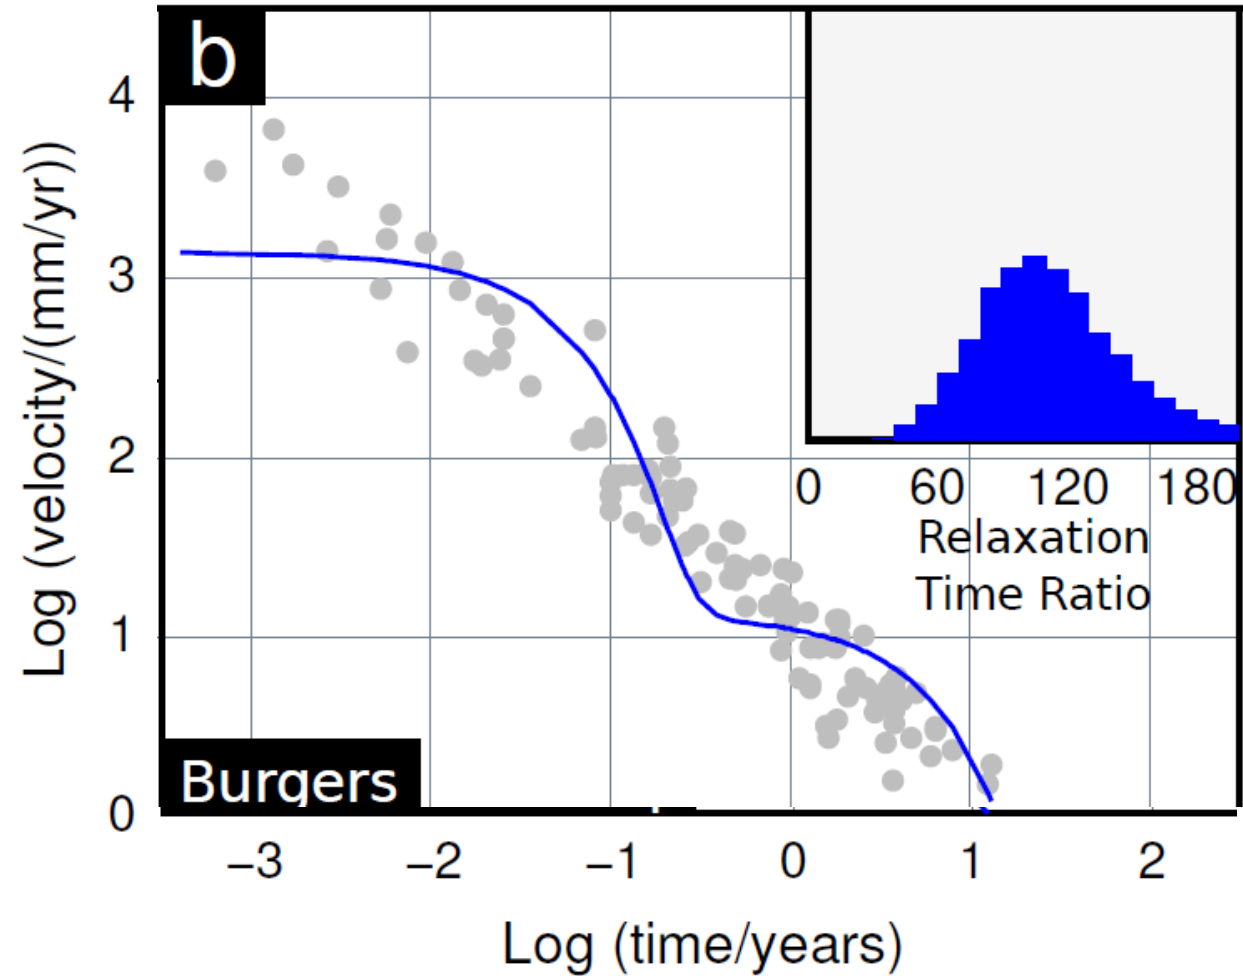 b
4
3
2
1
0
Log (velocity/(mm/yr))
Burgers
−3 −2 −1 0 1 2
Log (time/years)
0 60 120 180
Relaxation
Time Ratio